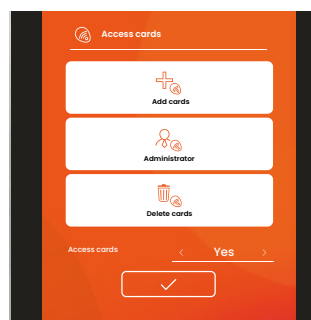 Access cards
Add cards
Administrator
Delete cards
Access cards < Yes >